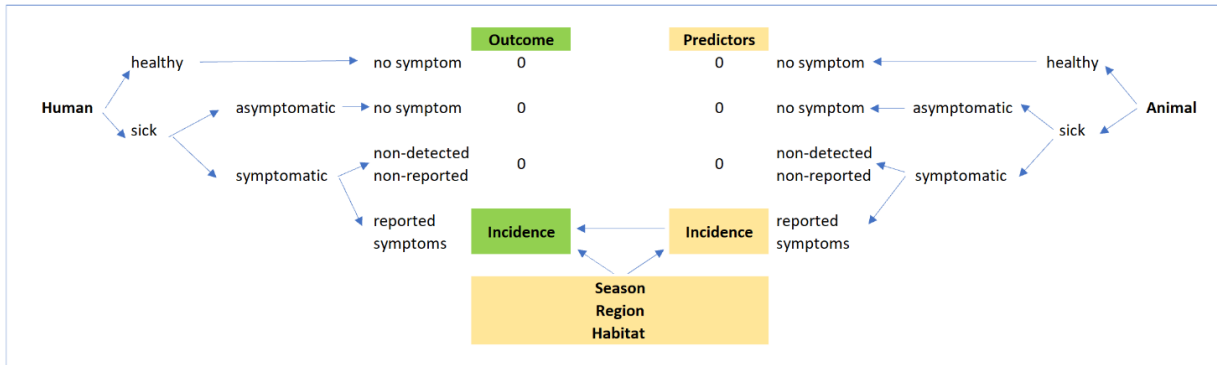 Outcome Predictors
healthy no symptom 0 0 no symptom healthy
Human asymptomatic no symptom 0 0 no symptom asymptomatic Animal
sick sick
non-detected 0 0 non-detected
non-reported non-reported
symptomatic symptomatic
reported Incidence Incidence reported
symptoms symptoms
Season
Region
Habitat